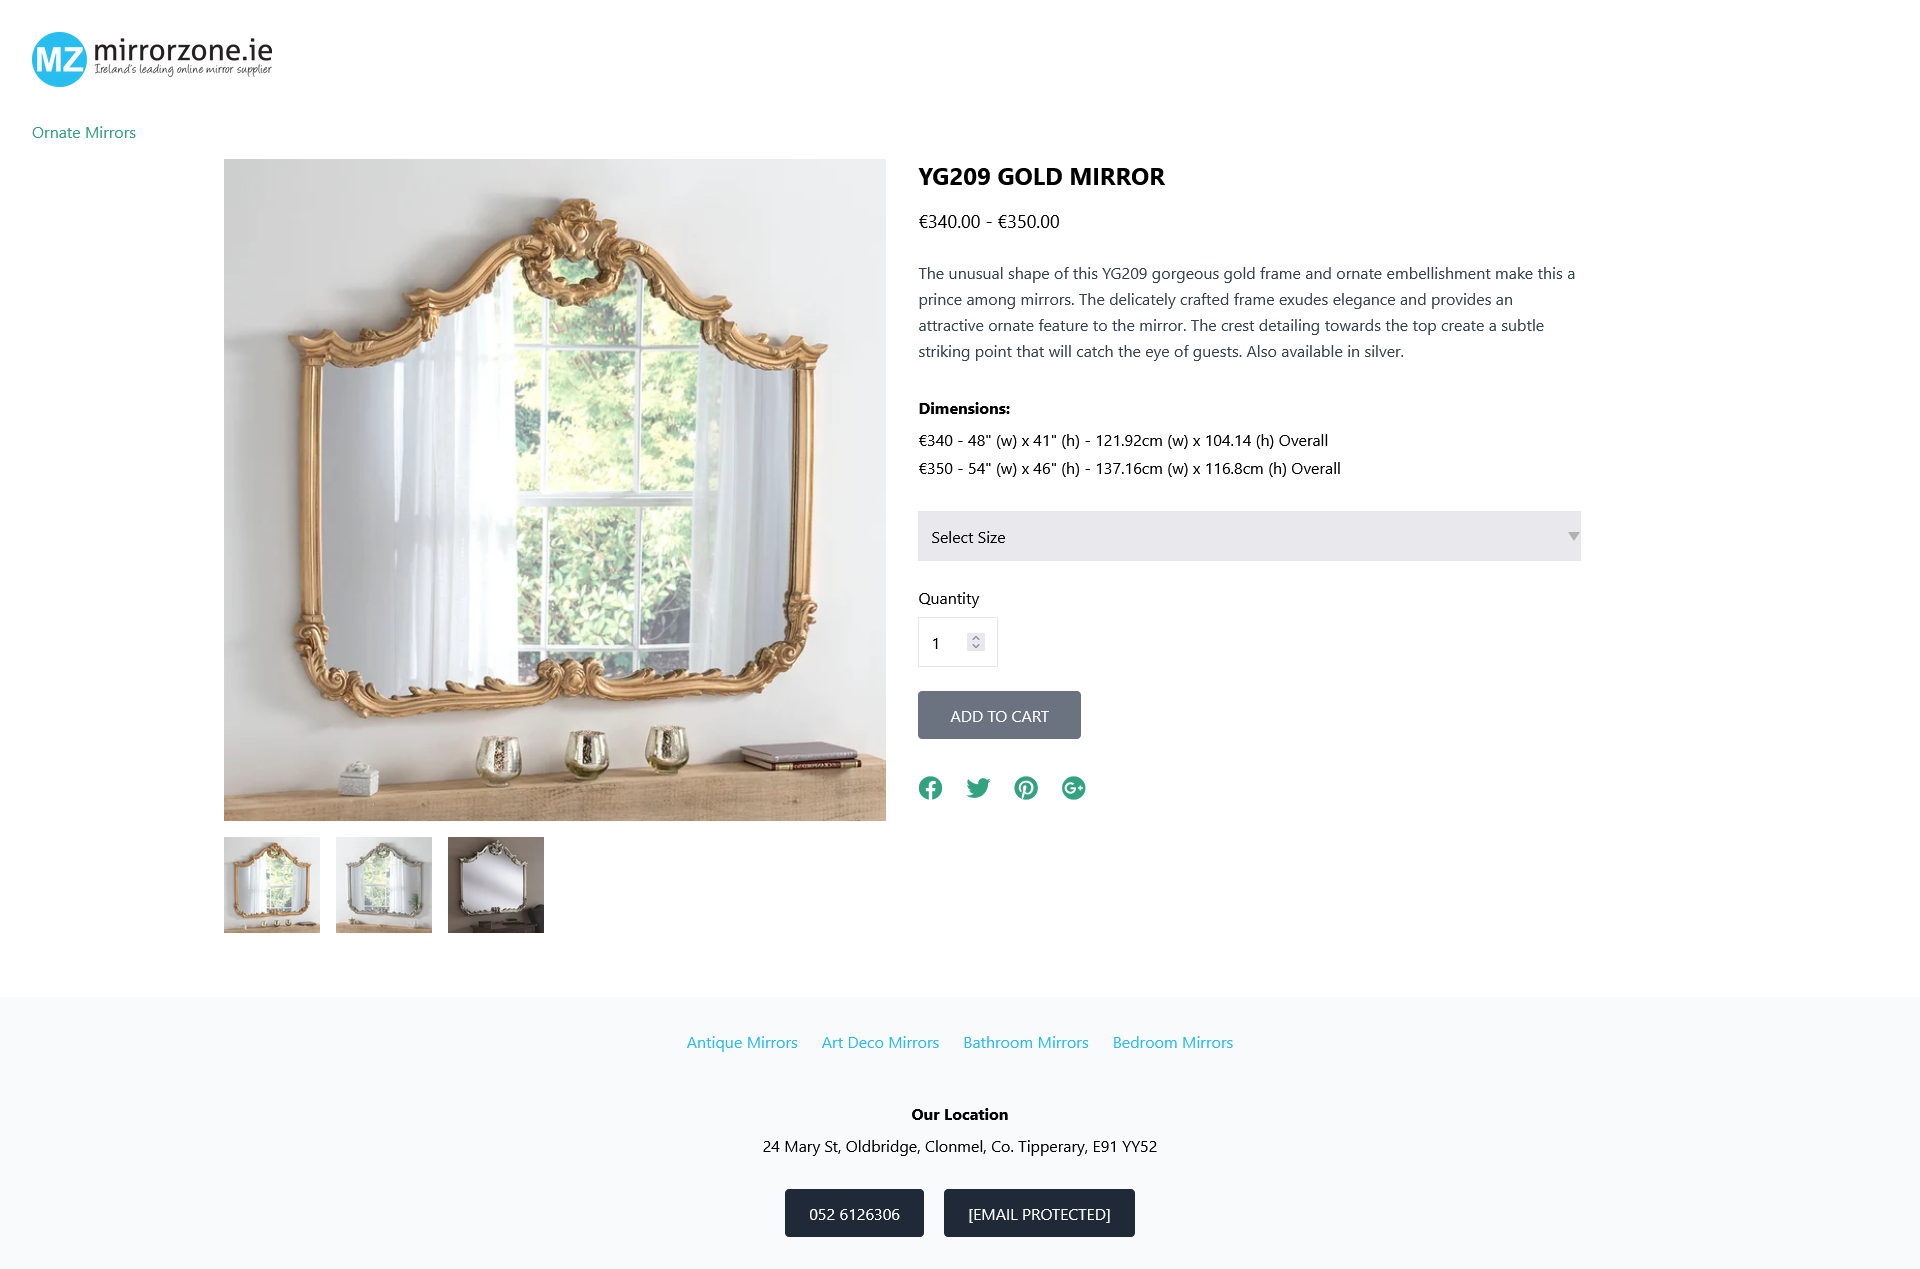 MZ mirrorzone.ie
Ireland's leading online mirror supplier
Ornate Mirrors
YG209 GOLD MIRROR
€340.00 - €350.00
The unusual shape of this YG209 gorgeous gold frame and ornate embellishment make this a
prince among mirrors. The delicately crafted frame exudes elegance and provides an
attractive ornate feature to the mirror. The crest detailing towards the top create a subtle
striking point that will catch the eye of guests. Also available in silver.
Dimensions:
€340 - 48" (w) x 41" (h) - 121.92cm (w) x 104.14 (h) Overall
€350 - 54" (w) x 46" (h) - 137.16cm (w) x 116.8cm (h) Overall
Select Size
Quantity
1
ADD TO CART
Antique Mirrors Art Deco Mirrors Bathroom Mirrors Bedroom Mirrors
Our Location
24 Mary St, Oldbridge, Clonmel, Co. Tipperary, E91 YY52
052 6126306 [EMAIL PROTECTED]